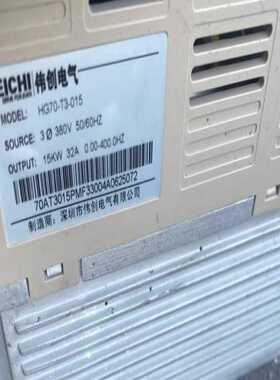 EICHI 伟创电气
MODEL: HG70-T3-015
SOURCE: 3 Ø 380V 50/60HZ
OUTPUT: 15KW 32A 0.00-400.0HZ
70AT3015PMF33004A0625072
制造商：深圳市伟创电气有限公司